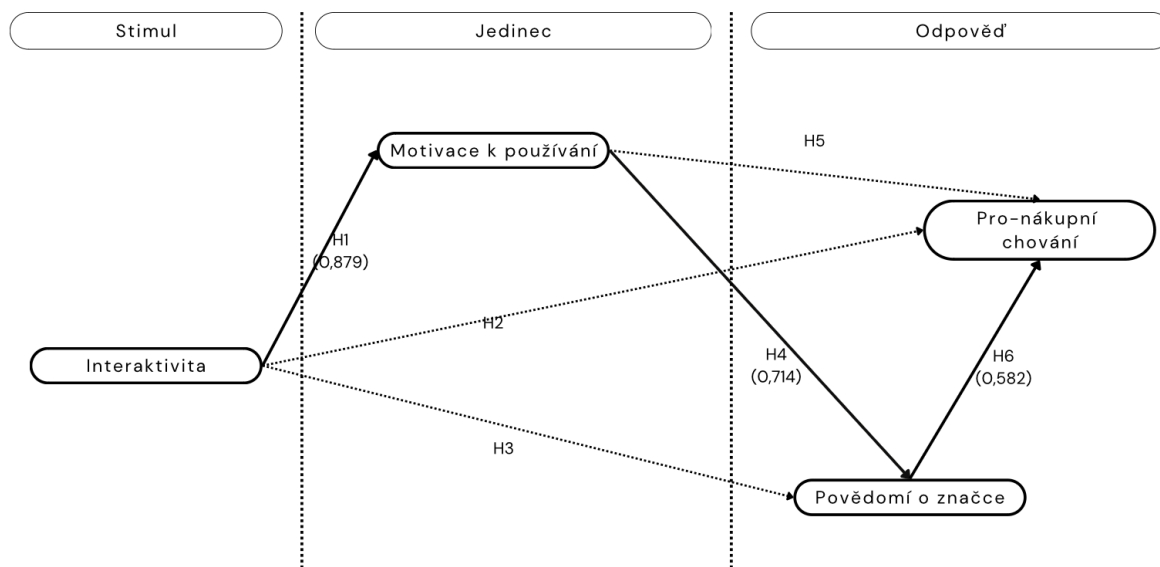 Stimul
Jedinec
Odpověď
H5
Motivace k používání
Pro-nákupní
chování
H1
(0,879)
H2
Interaktivita
H4
(0,714)
H6
(0,582)
H3
Povědomí o značce